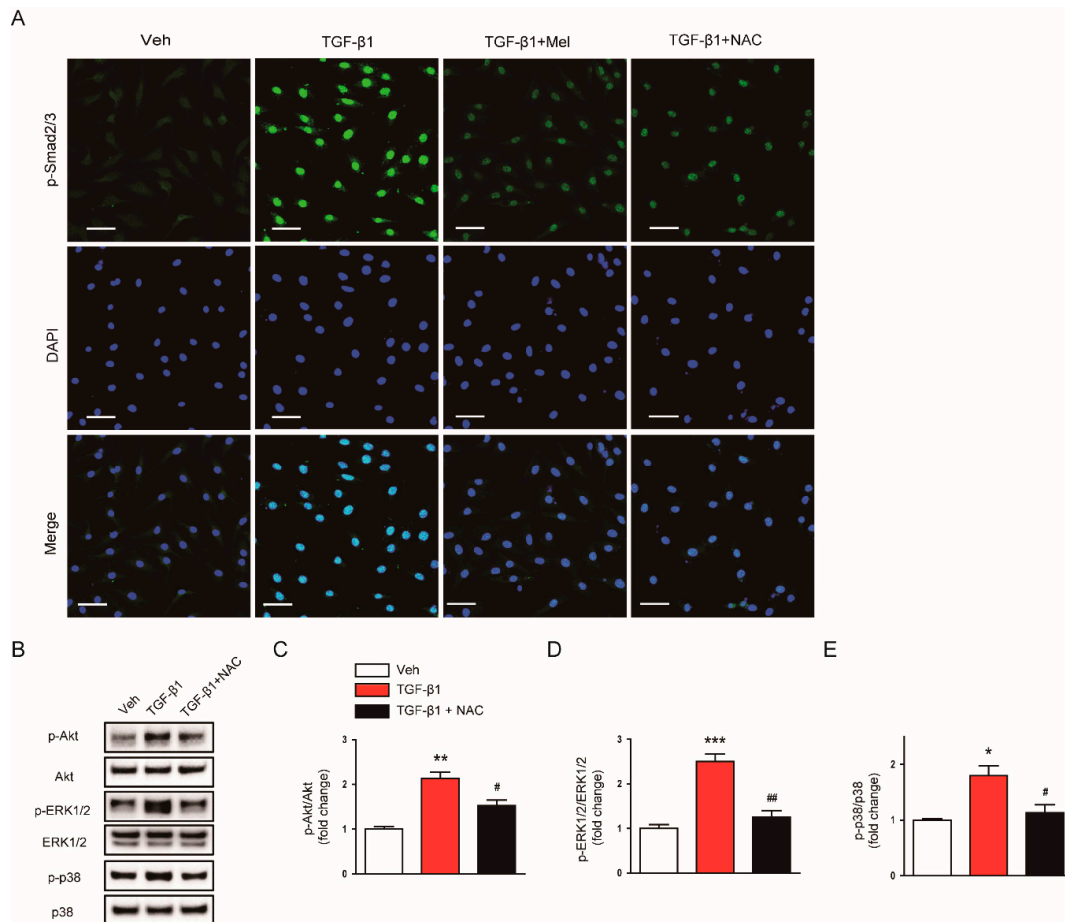 A
Veh
TGF-β1
TGF-β1+Mel
TGF-β1+NAC
p-Smad2/3
DAPI
Merge
B
Veh
TGF-β1
TGF-β1+NAC
p-Akt
Akt
p-ERK1/2
ERK1/2
p-p38
p38
C
Veh
TGF-β1
TGF-β1 + NAC
p-Akt/Akt
(fold change)
3
2
1
0
**
#
D
p-ERK1/2/ERK1/2
(fold change)
3
2
1
0
***
##
E
p-p38/p38
(fold change)
2
1
0
*
#